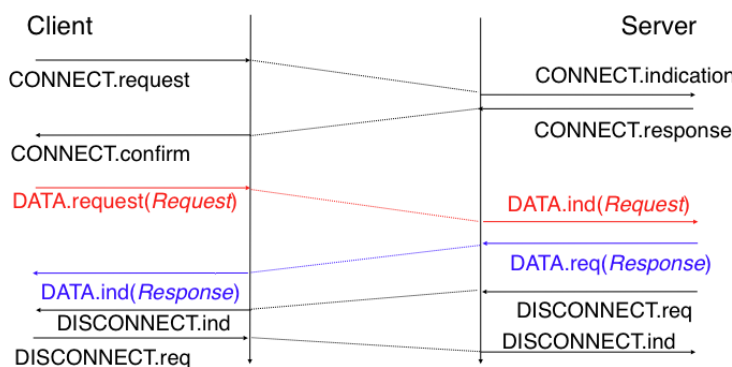 Client
Server
CONNECT.request
CONNECT.indication
CONNECT.response
CONNECT.confirm
DATA.request(Request)
DATA.ind(Request)
DATA.req(Response)
DATA.ind(Response)
DISCONNECT.req
DISCONNECT.ind
DISCONNECT.ind
DISCONNECT.req